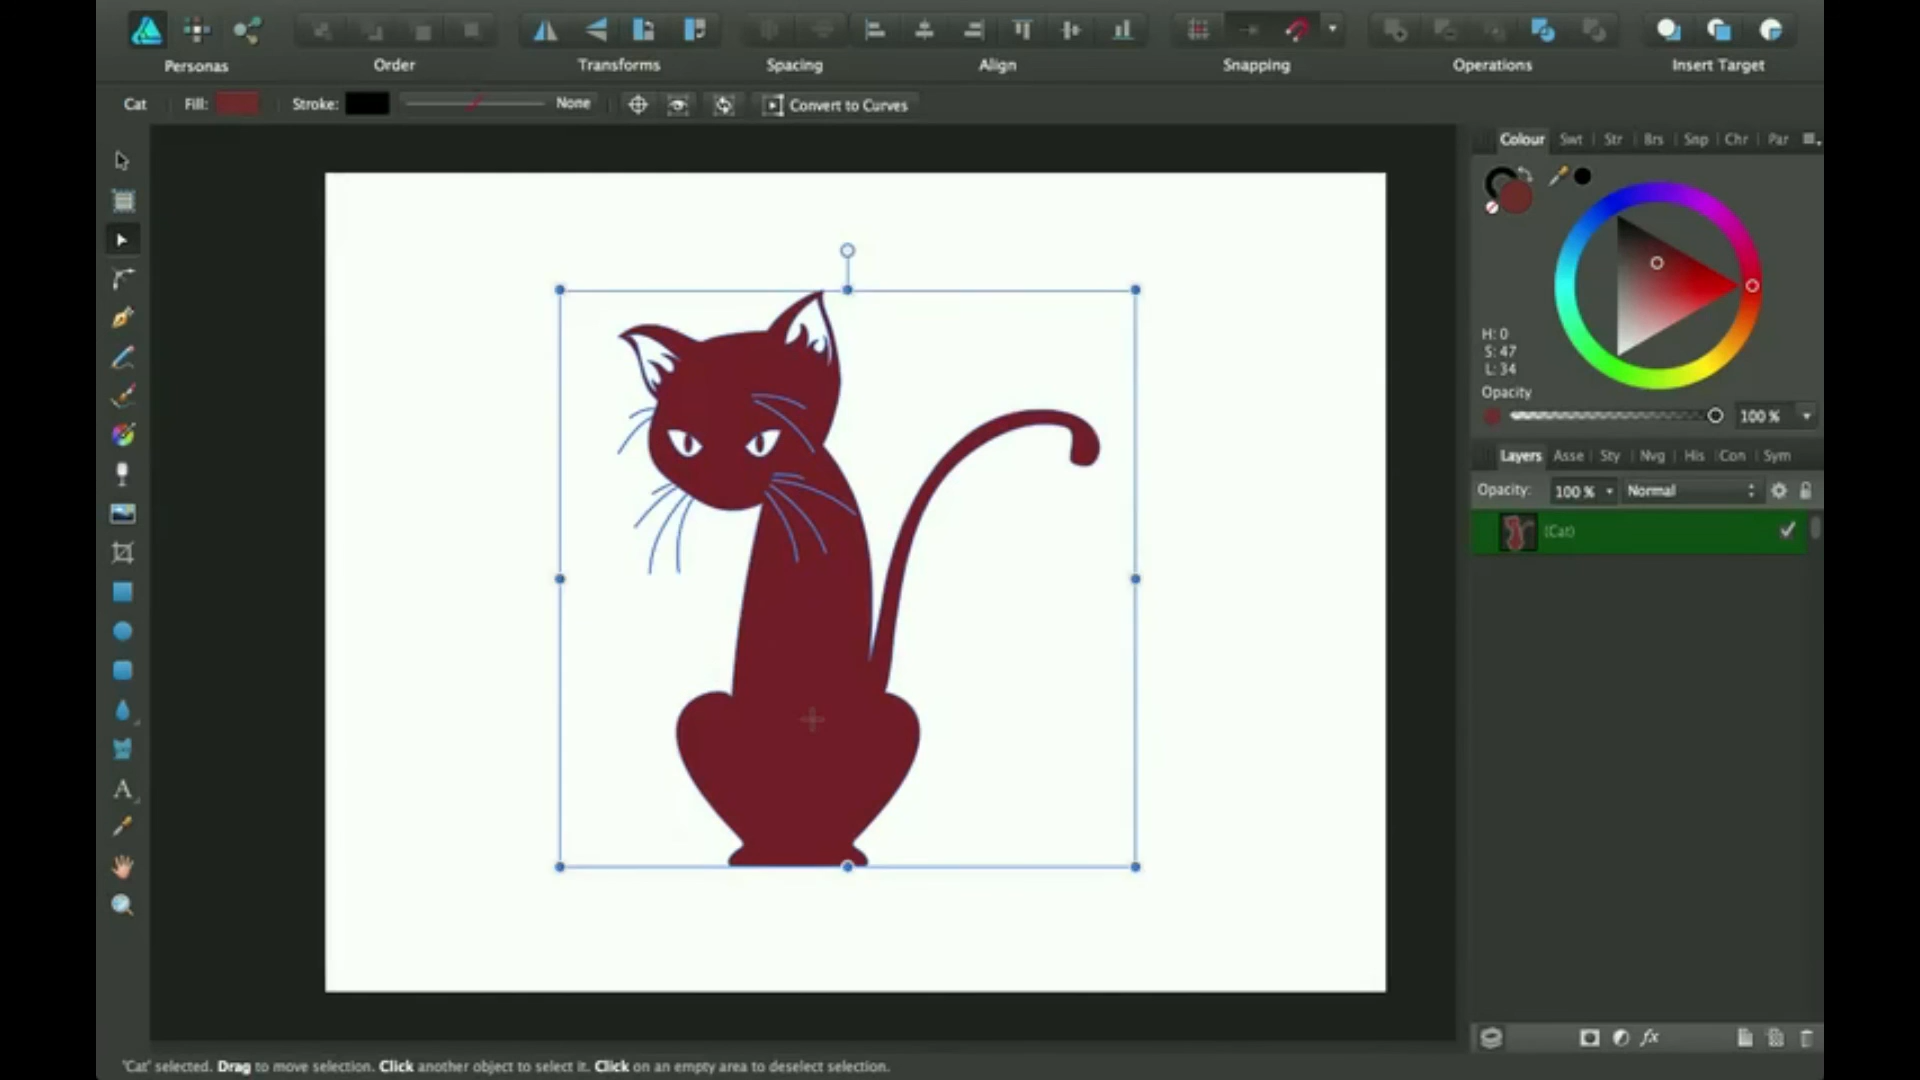 Personas Order Transforms Spacing Align Snapping Operations Insert Target
Cat Fill: Stroke: None Convert to Curves
Colour Swt Str Brs Snp Chr Par
H: 0
S: 47
L: 34
Opacity
100 %
Layers Asse Sty Nvg His Con Sym
Opacity: 100 % Normal
(Cat)
A
fx
'Cat' selected. Drag to move selection. Click another object to select it. Click on an empty area to deselect selection.